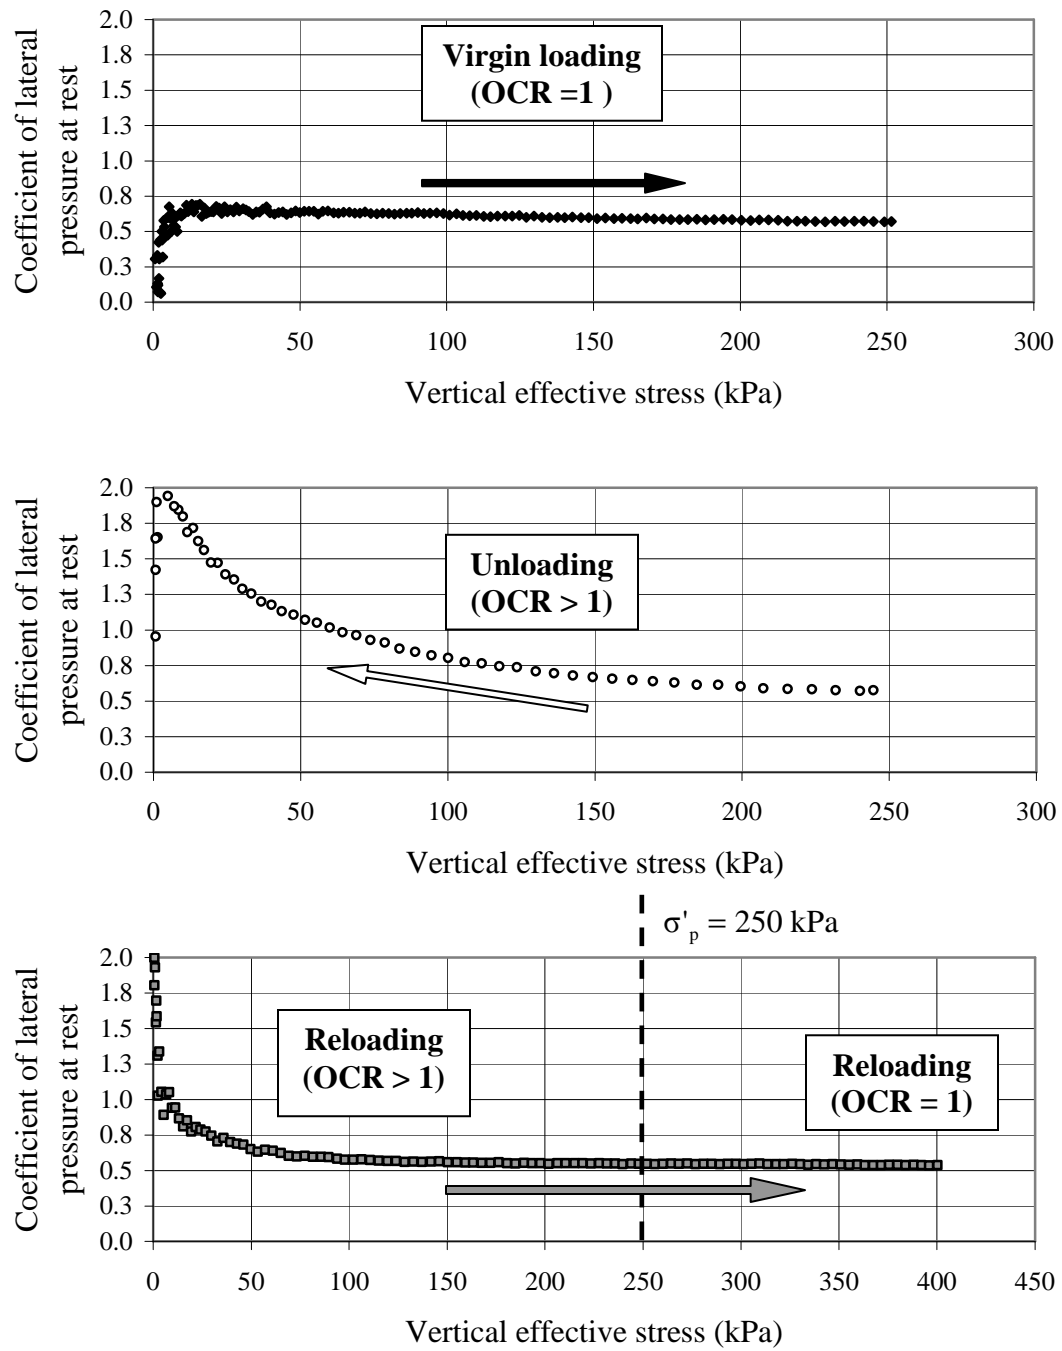 Coefficient of lateral
pressure at rest
2.0
1.8
1.5
1.3
1.0
0.8
0.5
0.3
0.0
Virgin loading
(OCR =1 )
0 50 100 150 200 250 300
Vertical effective stress (kPa)
Coefficient of lateral
pressure at rest
2.0
1.8
1.5
1.3
1.0
0.8
0.5
0.3
0.0
Unloading
(OCR > 1)
0 50 100 150 200 250 300
Vertical effective stress (kPa)
σ'p = 250 kPa
Coefficient of lateral
pressure at rest
2.0
1.8
1.5
1.3
1.0
0.8
0.5
0.3
0.0
Reloading
(OCR > 1)
Reloading
(OCR = 1)
0 50 100 150 200 250 300 350 400 450
Vertical effective stress (kPa)